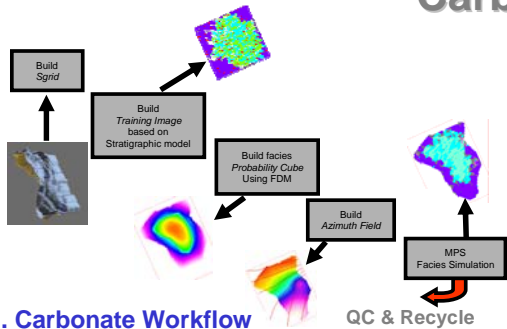 Carb
Build
Sgrid
Build
Training Image
based on
Stratigraphic model
Build facies
Probability Cube
Using FDM
Build
Azimuth Field
MPS
Facies Simulation
. Carbonate Workflow
QC & Recycle